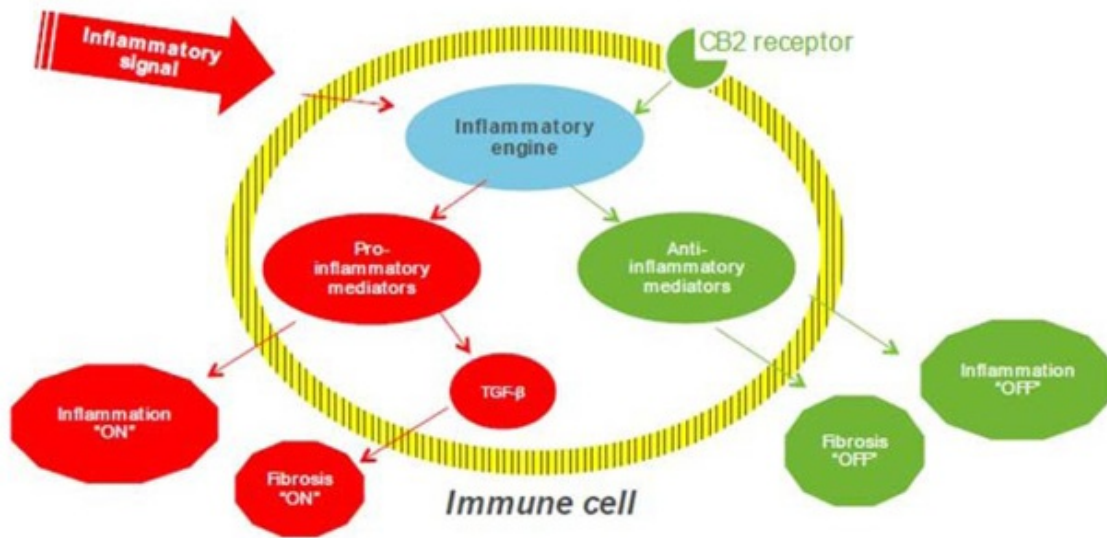 Inflammatory
signal
CB2 receptor
Inflammatory
engine
Pro-
inflammatory
mediators
Anti-
inflammatory
mediators
Inflammation
"ON"
TGF-β
Inflammation
"OFF"
Fibrosis
"OFF"
Fibrosis
"ON"
Immune cell